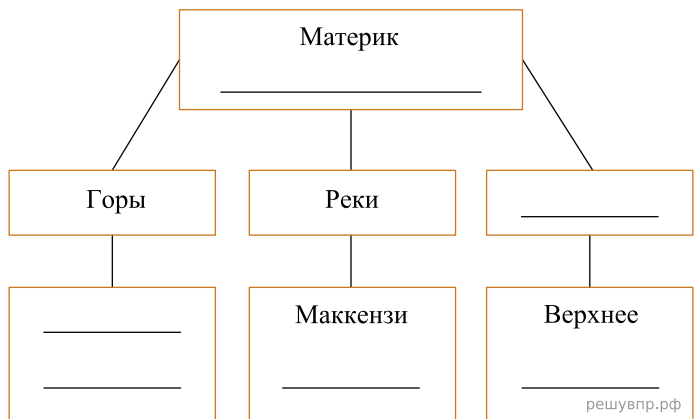 Материк
Горы
Реки
Маккензи
Верхнее
решувпр.рф